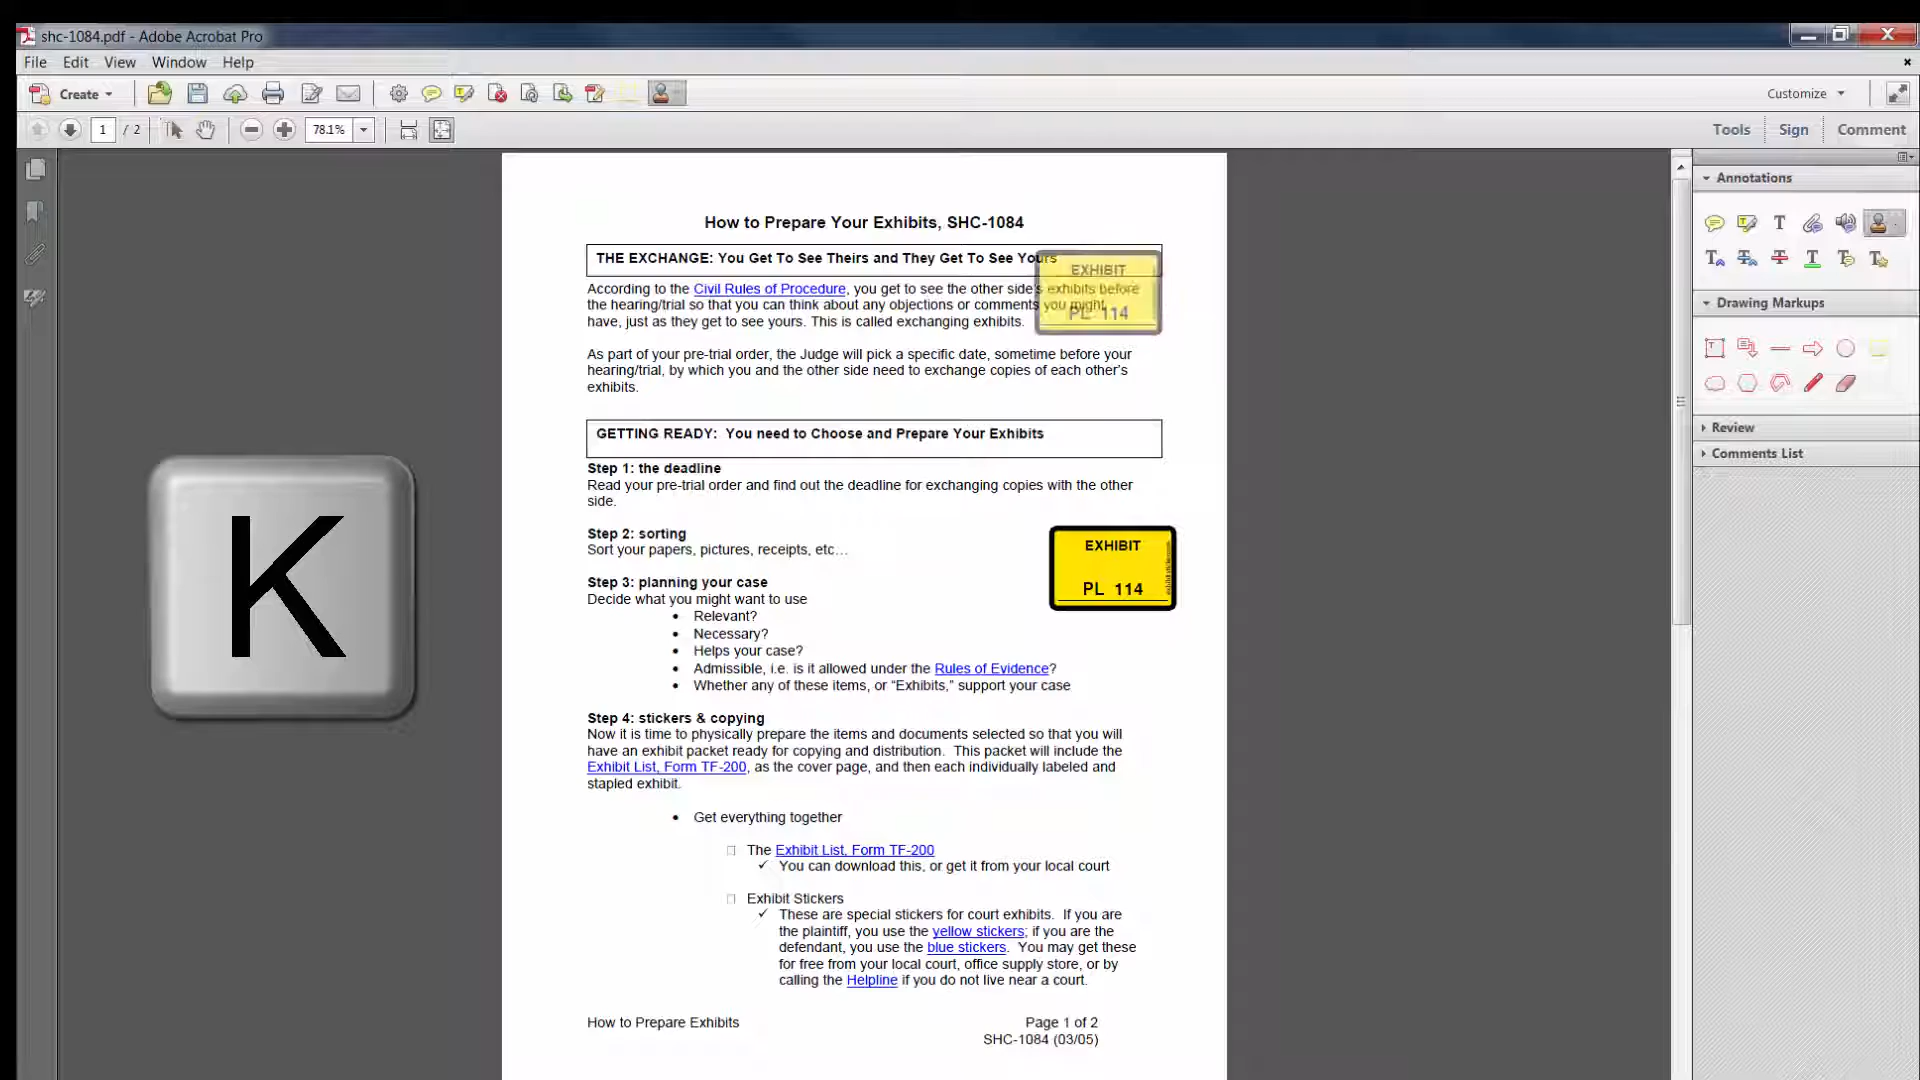 shc-1084.pdf - Adobe Acrobat Pro
File Edit View Window Help
Create
Customize
1 / 2
78.1%
Tools Sign Comment
Annotations
Drawing Markups
Review
Comments List
K
How to Prepare Your Exhibits, SHC-1084
THE EXCHANGE: You Get To See Theirs and They Get To See Yours
According to the Civil Rules of Procedure, you get to see the other side's exhibits before
the hearing/trial so that you can think about any objections or comments you might
have, just as they get to see yours. This is called exchanging exhibits.
EXHIBIT
PL 114
As part of your pre-trial order, the Judge will pick a specific date, sometime before your
hearing/trial, by which you and the other side need to exchange copies of each other's
exhibits.
GETTING READY: You need to Choose and Prepare Your Exhibits
Step 1: the deadline
Read your pre-trial order and find out the deadline for exchanging copies with the other
side.
Step 2: sorting
Sort your papers, pictures, receipts, etc…
EXHIBIT
PL 114
Step 3: planning your case
Decide what you might want to use
• Relevant?
• Necessary?
• Helps your case?
• Admissible, i.e. is it allowed under the Rules of Evidence?
• Whether any of these items, or “Exhibits,” support your case
Step 4: stickers & copying
Now it is time to physically prepare the items and documents selected so that you will
have an exhibit packet ready for copying and distribution. This packet will include the
Exhibit List, Form TF-200, as the cover page, and then each individually labeled and
stapled exhibit.
• Get everything together
□ The Exhibit List, Form TF-200
✓ You can download this, or get it from your local court
□ Exhibit Stickers
✓ These are special stickers for court exhibits. If you are
the plaintiff, you use the yellow stickers; if you are the
defendant, you use the blue stickers. You may get these
for free from your local court, office supply store, or by
calling the Helpline if you do not live near a court.
How to Prepare Exhibits
Page 1 of 2
SHC-1084 (03/05)